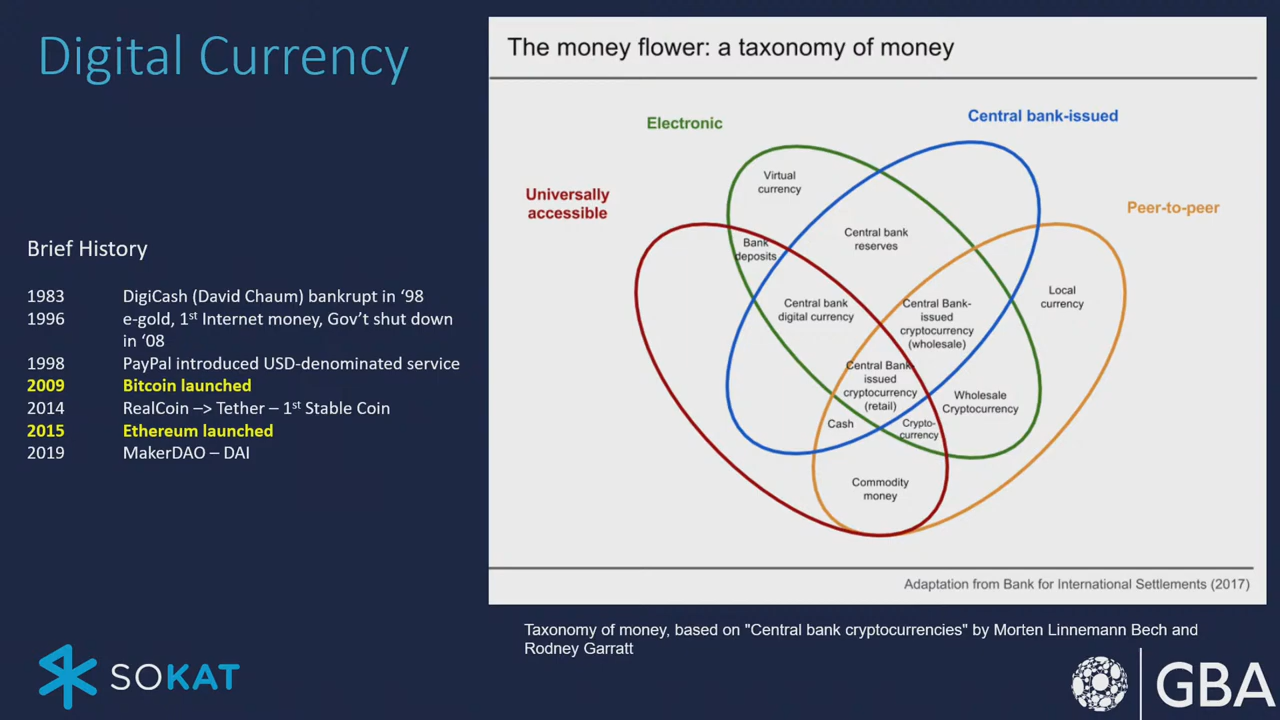 Digital Currency
Brief History
1983 DigiCash (David Chaum) bankrupt in ‘98
1996 e-gold, 1st Internet money, Gov’t shut down
in ‘08
1998 PayPal introduced USD-denominated service
2009 Bitcoin launched
2014 RealCoin –> Tether – 1st Stable Coin
2015 Ethereum launched
2019 MakerDAO – DAI
The money flower: a taxonomy of money
Electronic
Central bank-issued
Universally
accessible
Peer-to-peer
Virtual
currency
Bank
deposits
Central bank
reserves
Central bank
digital currency
Central Bank-
issued
cryptocurrency
(wholesale)
Local
currency
Central Bank-
issued
cryptocurrency
(retail)
Wholesale
Cryptocurrency
Cash
Crypto-
currency
Commodity
money
Adaptation from Bank for International Settlements (2017)
Taxonomy of money, based on "Central bank cryptocurrencies" by Morten Linnemann Bech and
Rodney Garratt
SOKAT
GBA